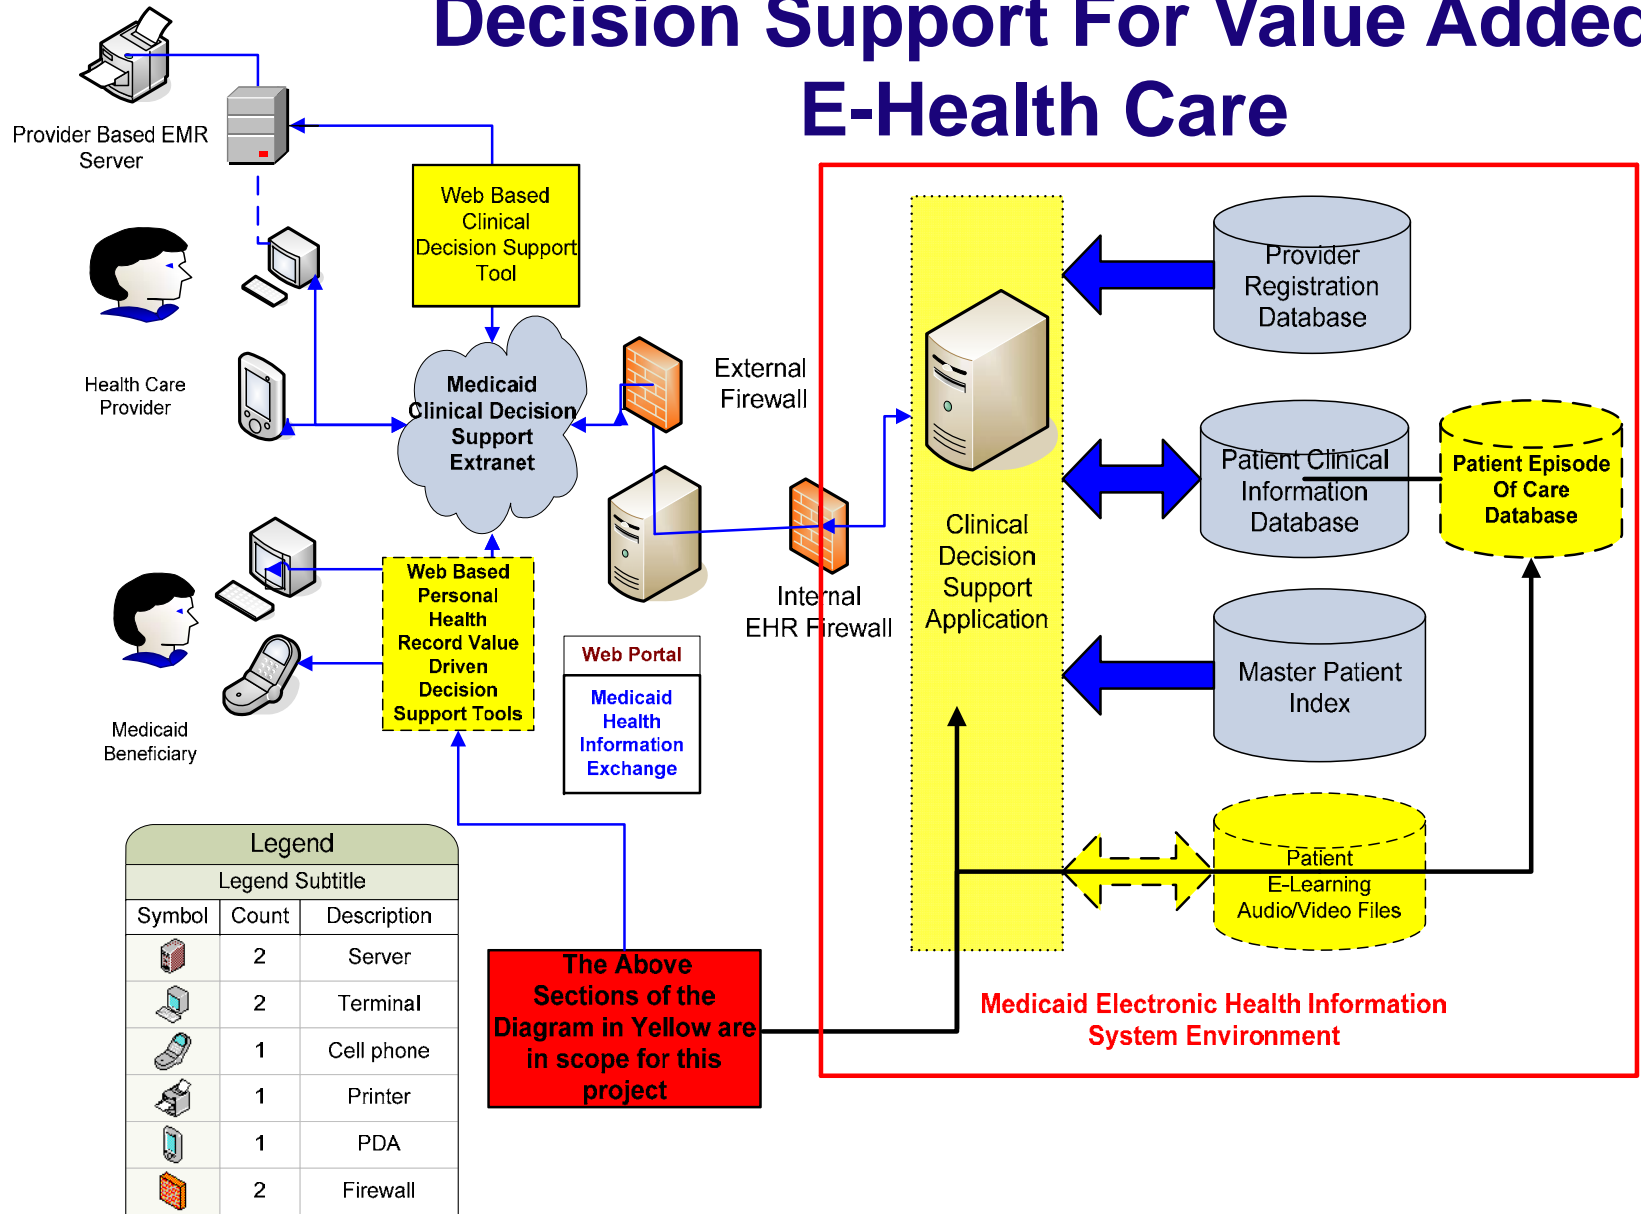 Decision Support For Value Added
E-Health Care
Provider Based EMR
Server
Web Based
Clinical
Decision Support
Tool
Health Care
Provider
Medicaid
Clinical Decision
Support
Extranet
External
Firewall
Internal
EHR Firewall
Medicaid
Beneficiary
Web Based
Personal
Health
Record Value
Driven
Decision
Support Tools
Web Portal
Medicaid
Health
Information
Exchange
Clinical
Decision
Support
Application
Provider
Registration
Database
Patient Clinical
Information
Database
Patient Episode
Of Care
Database
Master Patient
Index
Patient
E-Learning
Audio/Video Files
Medicaid Electronic Health Information
System Environment
The Above
Sections of the
Diagram in Yellow are
in scope for this
project
Legend
Legend Subtitle
Symbol Count Description
2 Server
2 Terminal
1 Cell phone
1 Printer
1 PDA
2 Firewall